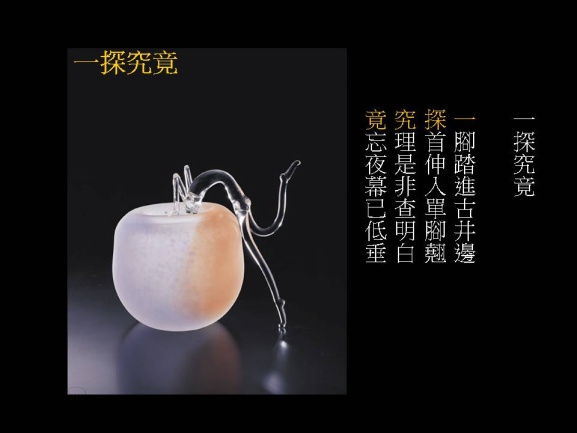 一探究竟
一探究竟
一腳踏進古井邊
探首伸入單腳翹
究理是非查明白
竟忘夜幕已低垂